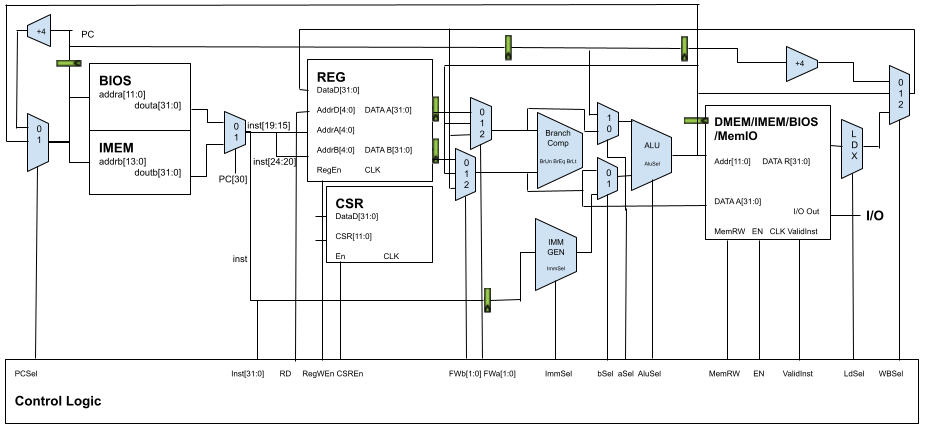 +4
PC
BIOS
addra[11:0]
douta[31:0]
IMEM
addrb[13:0]
doutb[31:0]
0
1
0
1
PC[30]
inst[19:15]
inst[24:20]
inst
REG
DataD[31:0]
AddrD[4:0] DATA A[31:0]
AddrA[4:0]
AddrB[4:0] DATA B[31:0]
RegEn CLK
CSR
DataD[31:0]
CSR[11:0]
En CLK
0
1
2
0
1
2
Branch
Comp
BrUn BrEq BrLt
1
0
0
1
ALU
AluSel
IMM
GEN
ImmSel
+4
DMEM/IMEM/BIOS
/MemIO
Addr[11:0] DATA R[31:0]
DATA A[31:0]
I/O Out
MemRW EN CLK ValidInst
L
D
X
0
1
2
I/O
PCSel Inst[31:0] RD RegWEn CSREn FWb[1:0] FWa[1:0] ImmSel bSel aSel AluSel MemRW EN ValidInst LdSel WBSel
Control Logic